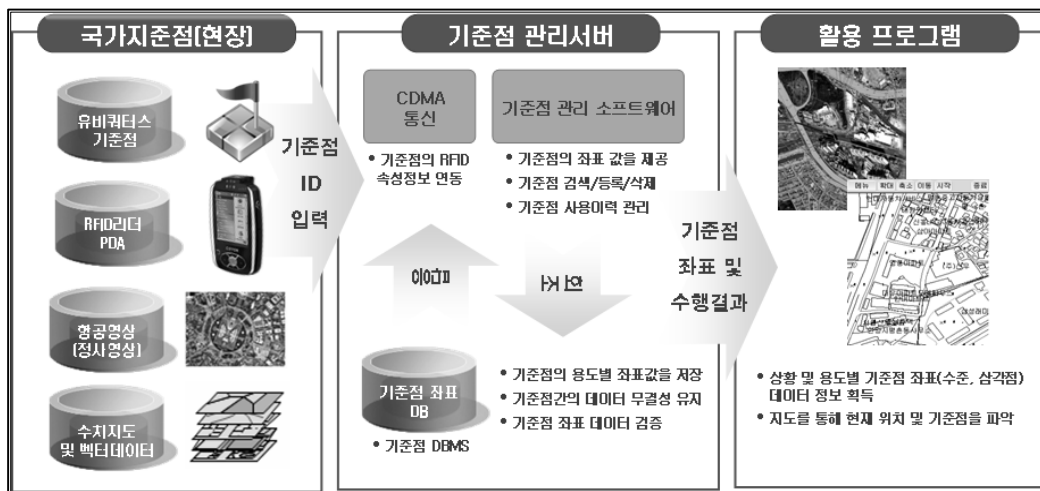 국가지준점(현장)
유비쿼터스
기준점
RFID리더
PDA
항공영상
(정사영상)
수치지도
및 벡터데이터
기준점
ID
입력
기준점 관리서버
CDMA
통신
• 기준점의 RFID
속성정보 연동
기준점 관리 소프트웨어
• 기준점의 좌표 값을 제공
• 기준점 검색/등록/삭제
• 기준점 사용이력 관리
기준점 좌표
DB
• 기준점 DBMS
• 기준점의 용도별 좌표값을 저장
• 기준점간의 데이터 무결성 유지
• 기준점 좌표 데이터 검증
기준점
좌표 및
수행결과
활용 프로그램
메뉴 확대 축소 이동 시작 종료
• 상황 및 용도별 기준점 좌표(수준, 삼각점)
데이터 정보 획득
• 지도를 통해 현재 위치 및 기준점을 파악